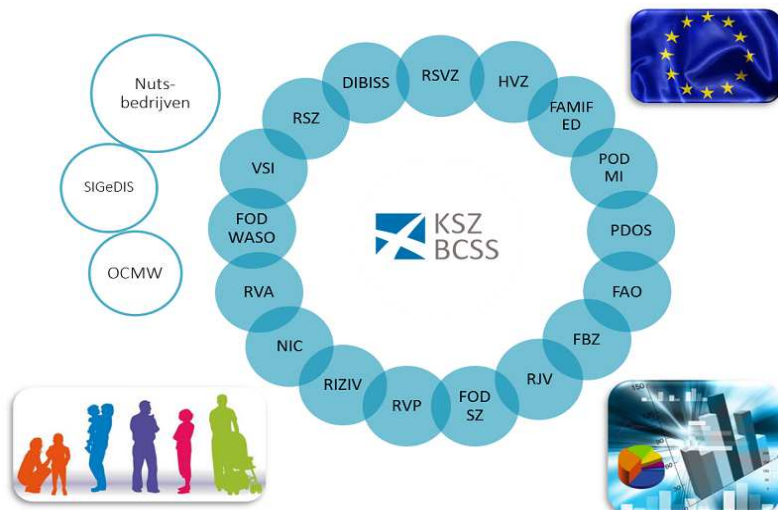 Nuts-
bedrijven
SIGeDIS
OCMW
DIBISS
RSVZ
HVZ
FAMIF
ED
POD
MI
PDOS
FAO
FBZ
RJV
FOD
SZ
RVP
RIZIV
NIC
RVA
FOD
WASO
VSI
RSZ
KSZ
BCSS
150